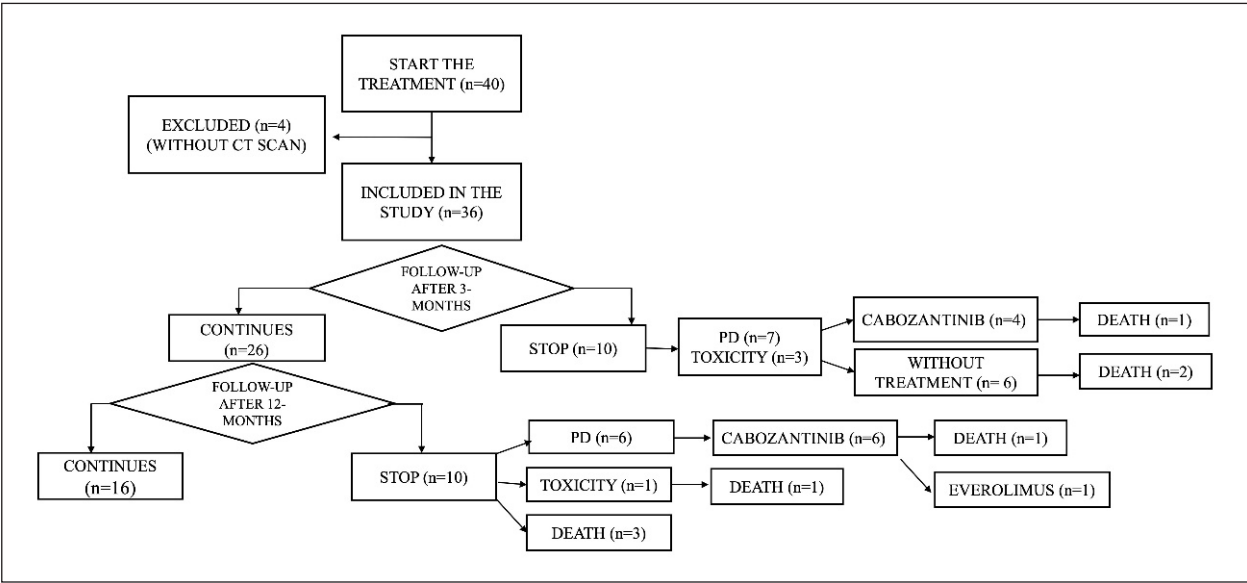 START THE
TREATMENT (n=40)
EXCLUDED (n=4)
(WITHOUT CT SCAN)
INCLUDED IN THE
STUDY (n=36)
FOLLOW-UP
AFTER 3-
MONTHS
CONTINUES
(n=26)
STOP (n=10)
PD (n=7)
TOXICITY (n=3)
CABOZANTINIB (n=4)
DEATH (n=1)
WITHOUT
TREATMENT (n= 6)
DEATH (n=2)
FOLLOW-UP
AFTER 12-
MONTHS
CONTINUES
(n=16)
STOP (n=10)
PD (n=6)
CABOZANTINIB (n=6)
DEATH (n=1)
EVEROLIMUS (n=1)
TOXICITY (n=1)
DEATH (n=1)
DEATH (n=3)